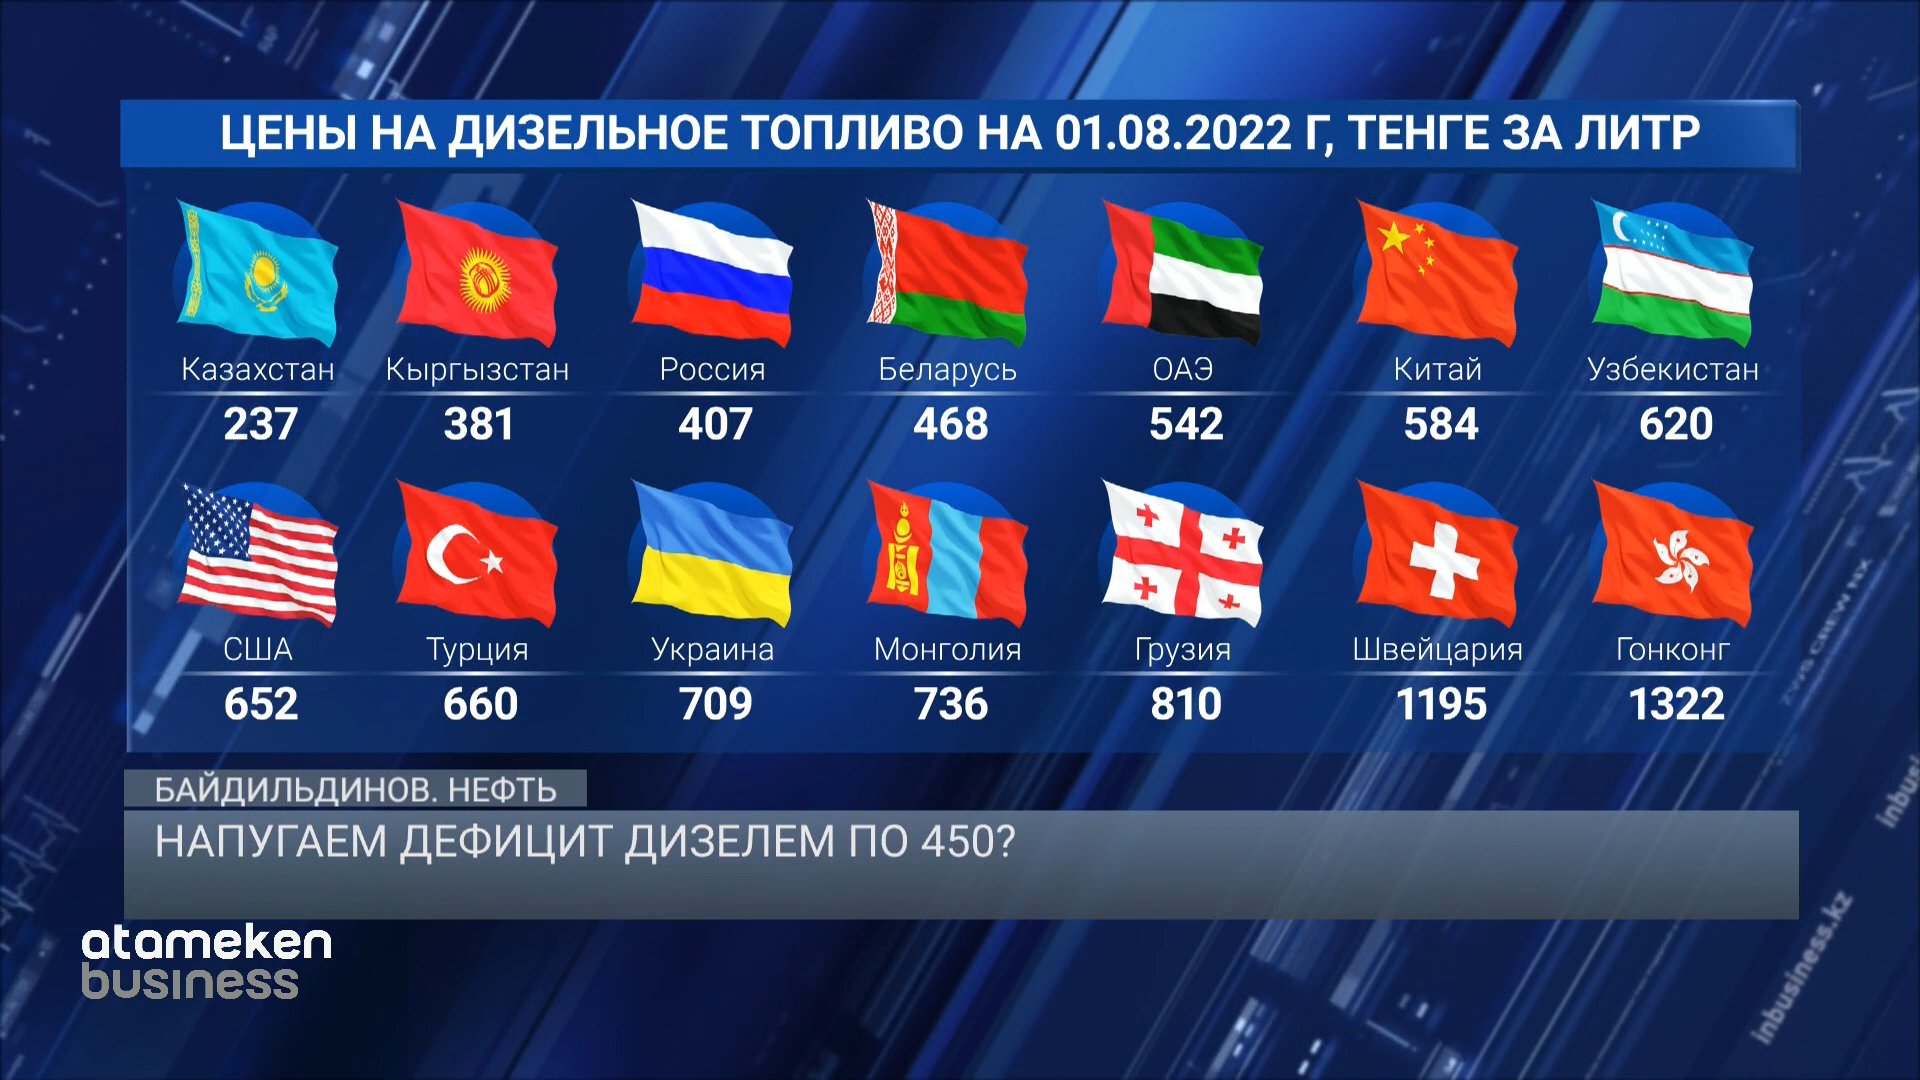 ЦЕНЫ НА ДИЗЕЛЬНОЕ ТОПЛИВО НА 01.08.2022 Г, ТЕНГЕ ЗА ЛИТР
Казахстан Кыргызстан Россия Беларусь ОАЭ Китай Узбекистан
237 381 407 468 542 584 620
США Турция Украина Монголия Грузия Швейцария Гонконг
652 660 709 736 810 1195 1322
БАЙДИЛЬДИНОВ. НЕФТЬ
НАПУГАЕМ ДЕФИЦИТ ДИЗЕЛЕМ ПО 450?
atameken
business
inbusiness.kz